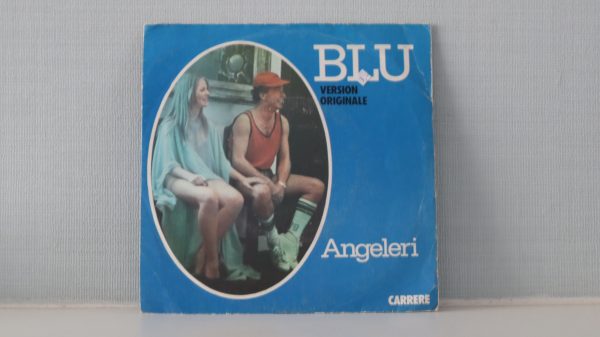 BLU
VERSION
ORIGINALE
Angeleri
CARRERE